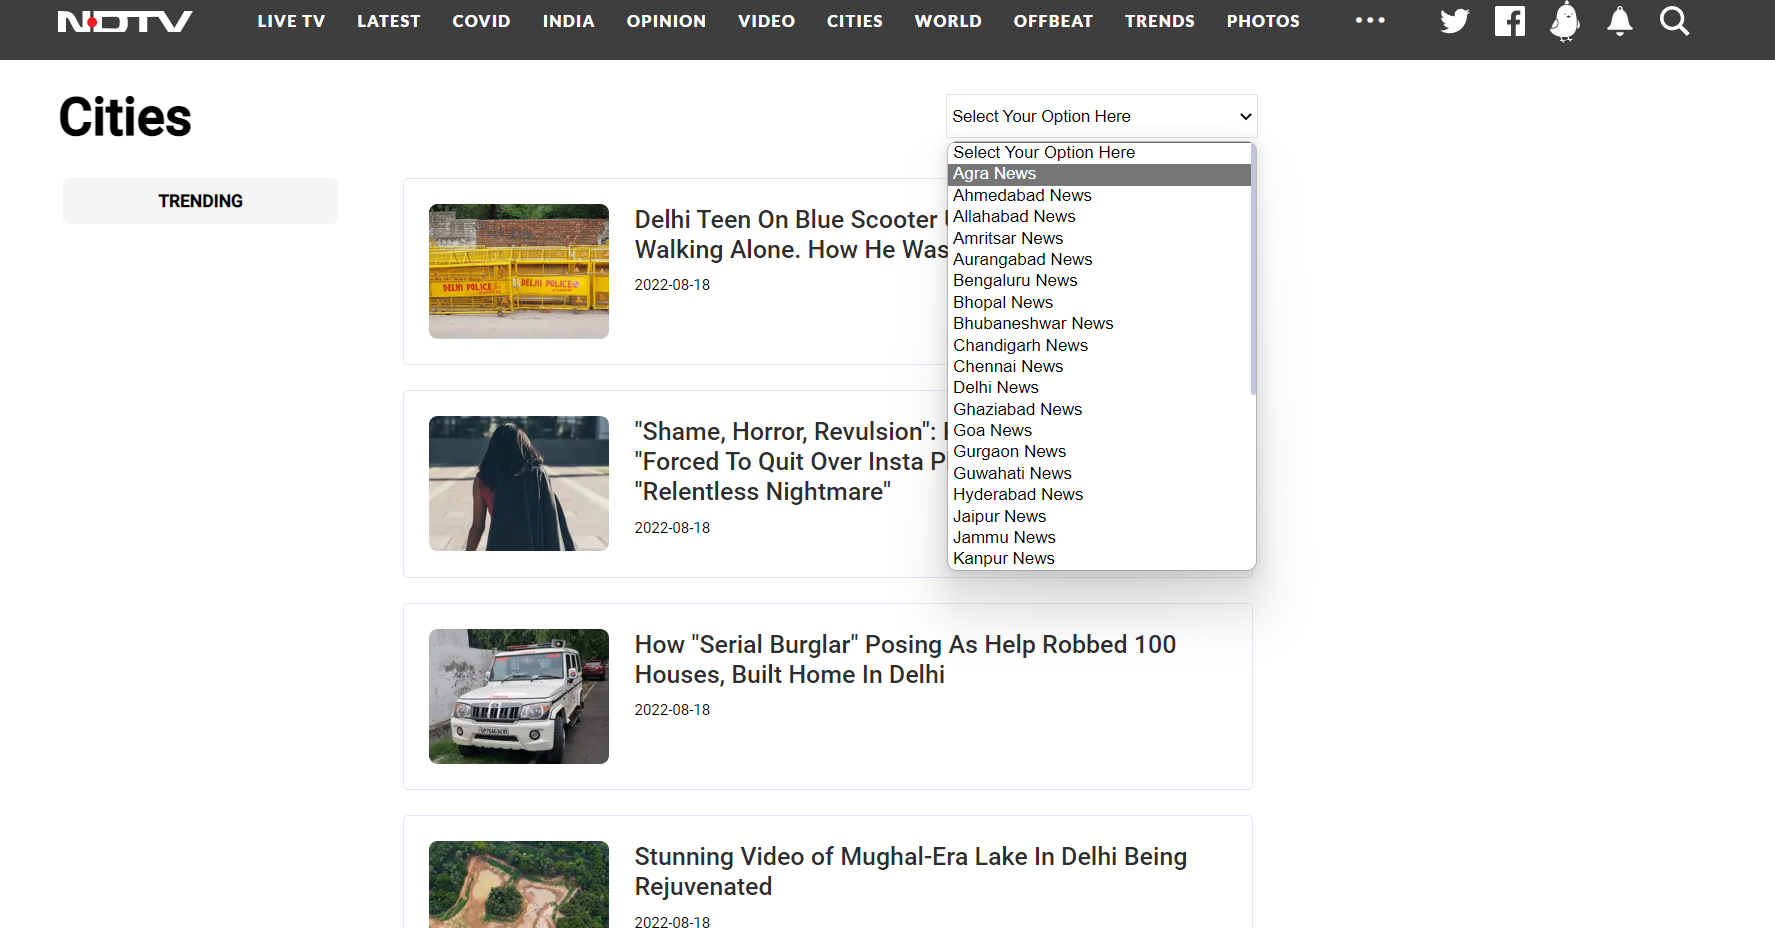 NDTV
LIVE TV LATEST COVID INDIA OPINION VIDEO CITIES WORLD OFFBEAT TRENDS PHOTOS
Cities
Select Your Option Here
Select Your Option Here
Agra News
Ahmedabad News
Allahabad News
Amritsar News
Aurangabad News
Bengaluru News
Bhopal News
Bhubaneshwar News
Chandigarh News
Chennai News
Delhi News
Ghaziabad News
Goa News
Gurgaon News
Guwahati News
Hyderabad News
Jaipur News
Jammu News
Kanpur News
TRENDING
Delhi Teen On Blue Scooter
Walking Alone. How He Was
2022-08-18
DELHI POLICE DELHI POLICE
"Shame, Horror, Revulsion":
"Forced To Quit Over Insta
"Relentless Nightmare"
2022-08-18
How "Serial Burglar" Posing As Help Robbed 100
Houses, Built Home In Delhi
2022-08-18
Stunning Video of Mughal-Era Lake In Delhi Being
Rejuvenated
2022-08-18